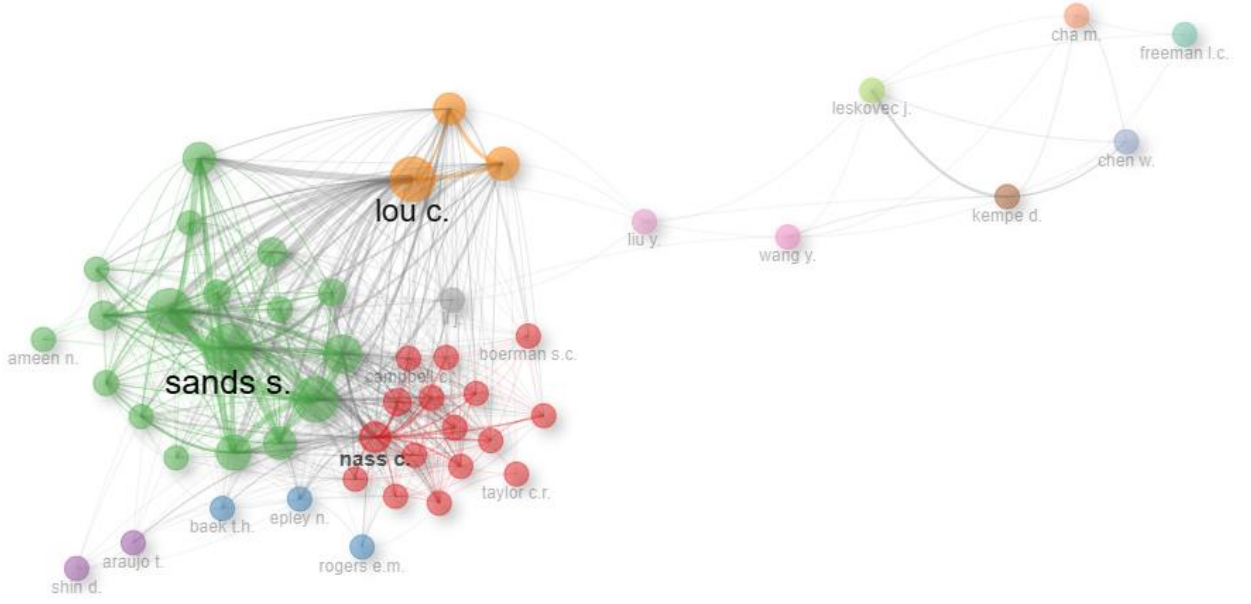 cha m.
freeman l.c.
leskovec j.
chen w.
lou c.
kempe d.
liu y.
wang y.
boerman s.c.
ameen n.
campbell c.
sands s.
nass c.
taylor c.r.
baek t.h.
epley n.
araujo t.
rogers e.m.
shin d.